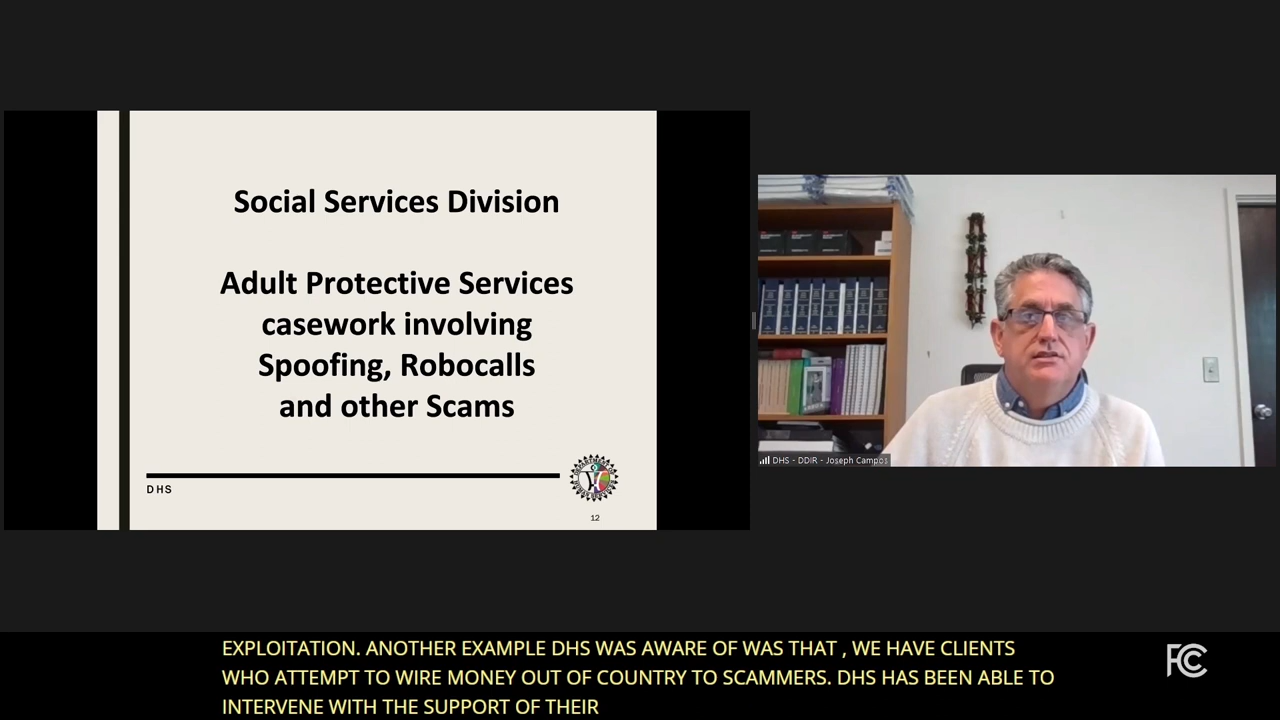 Social Services Division
Adult Protective Services
casework involving
Spoofing, Robocalls
and other Scams
DHS
12
DHS - DDIR - Joseph Campos
EXPLOITATION. ANOTHER EXAMPLE DHS WAS AWARE OF WAS THAT , WE HAVE CLIENTS
WHO ATTEMPT TO WIRE MONEY OUT OF COUNTRY TO SCAMMERS. DHS HAS BEEN ABLE TO
INTERVENE WITH THE SUPPORT OF THEIR
FCC